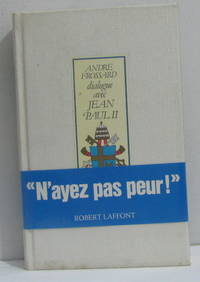 ANDRÉ
FROSSARD
dialogue
avec
JEAN
PAUL II
“N'ayez pas peur!”
ROBERT LAFFONT